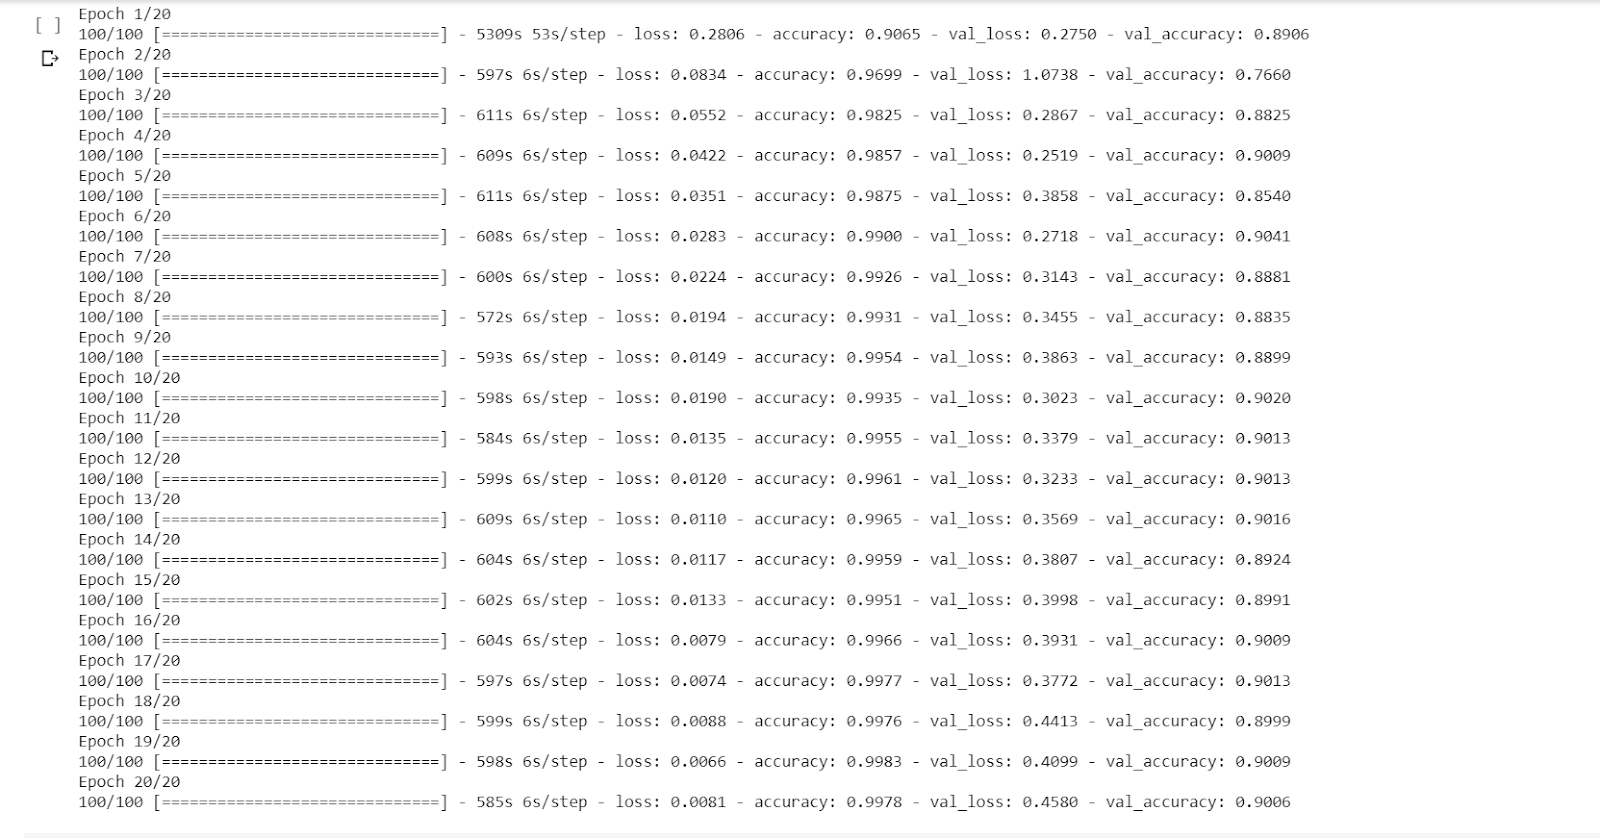 [ ]
Epoch 1/20
100/100 [==============================] - 5309s 53s/step - loss: 0.2806 - accuracy: 0.9065 - val_loss: 0.2750 - val_accuracy: 0.8906
Epoch 2/20
100/100 [==============================] - 597s 6s/step - loss: 0.0834 - accuracy: 0.9699 - val_loss: 1.0738 - val_accuracy: 0.7660
Epoch 3/20
100/100 [==============================] - 611s 6s/step - loss: 0.0552 - accuracy: 0.9825 - val_loss: 0.2867 - val_accuracy: 0.8825
Epoch 4/20
100/100 [==============================] - 609s 6s/step - loss: 0.0422 - accuracy: 0.9857 - val_loss: 0.2519 - val_accuracy: 0.9009
Epoch 5/20
100/100 [==============================] - 611s 6s/step - loss: 0.0351 - accuracy: 0.9875 - val_loss: 0.3858 - val_accuracy: 0.8540
Epoch 6/20
100/100 [==============================] - 608s 6s/step - loss: 0.0283 - accuracy: 0.9900 - val_loss: 0.2718 - val_accuracy: 0.9041
Epoch 7/20
100/100 [==============================] - 600s 6s/step - loss: 0.0224 - accuracy: 0.9926 - val_loss: 0.3143 - val_accuracy: 0.8881
Epoch 8/20
100/100 [==============================] - 572s 6s/step - loss: 0.0194 - accuracy: 0.9931 - val_loss: 0.3455 - val_accuracy: 0.8835
Epoch 9/20
100/100 [==============================] - 593s 6s/step - loss: 0.0149 - accuracy: 0.9954 - val_loss: 0.3863 - val_accuracy: 0.8899
Epoch 10/20
100/100 [==============================] - 598s 6s/step - loss: 0.0190 - accuracy: 0.9935 - val_loss: 0.3023 - val_accuracy: 0.9020
Epoch 11/20
100/100 [==============================] - 584s 6s/step - loss: 0.0135 - accuracy: 0.9955 - val_loss: 0.3379 - val_accuracy: 0.9013
Epoch 12/20
100/100 [==============================] - 599s 6s/step - loss: 0.0120 - accuracy: 0.9961 - val_loss: 0.3233 - val_accuracy: 0.9013
Epoch 13/20
100/100 [==============================] - 609s 6s/step - loss: 0.0110 - accuracy: 0.9965 - val_loss: 0.3569 - val_accuracy: 0.9016
Epoch 14/20
100/100 [==============================] - 604s 6s/step - loss: 0.0117 - accuracy: 0.9959 - val_loss: 0.3807 - val_accuracy: 0.8924
Epoch 15/20
100/100 [==============================] - 602s 6s/step - loss: 0.0133 - accuracy: 0.9951 - val_loss: 0.3998 - val_accuracy: 0.8991
Epoch 16/20
100/100 [==============================] - 604s 6s/step - loss: 0.0079 - accuracy: 0.9966 - val_loss: 0.3931 - val_accuracy: 0.9009
Epoch 17/20
100/100 [==============================] - 597s 6s/step - loss: 0.0074 - accuracy: 0.9977 - val_loss: 0.3772 - val_accuracy: 0.9013
Epoch 18/20
100/100 [==============================] - 599s 6s/step - loss: 0.0088 - accuracy: 0.9976 - val_loss: 0.4413 - val_accuracy: 0.8999
Epoch 19/20
100/100 [==============================] - 598s 6s/step - loss: 0.0066 - accuracy: 0.9983 - val_loss: 0.4099 - val_accuracy: 0.9009
Epoch 20/20
100/100 [==============================] - 585s 6s/step - loss: 0.0081 - accuracy: 0.9978 - val_loss: 0.4580 - val_accuracy: 0.9006